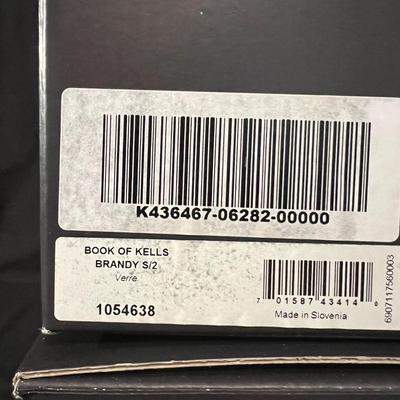 K436467-06282-00000
BOOK OF KELLS
BRANDY S/2
Verre
1054638
7 01587 43414 6
Made in Slovenia
6907117560003